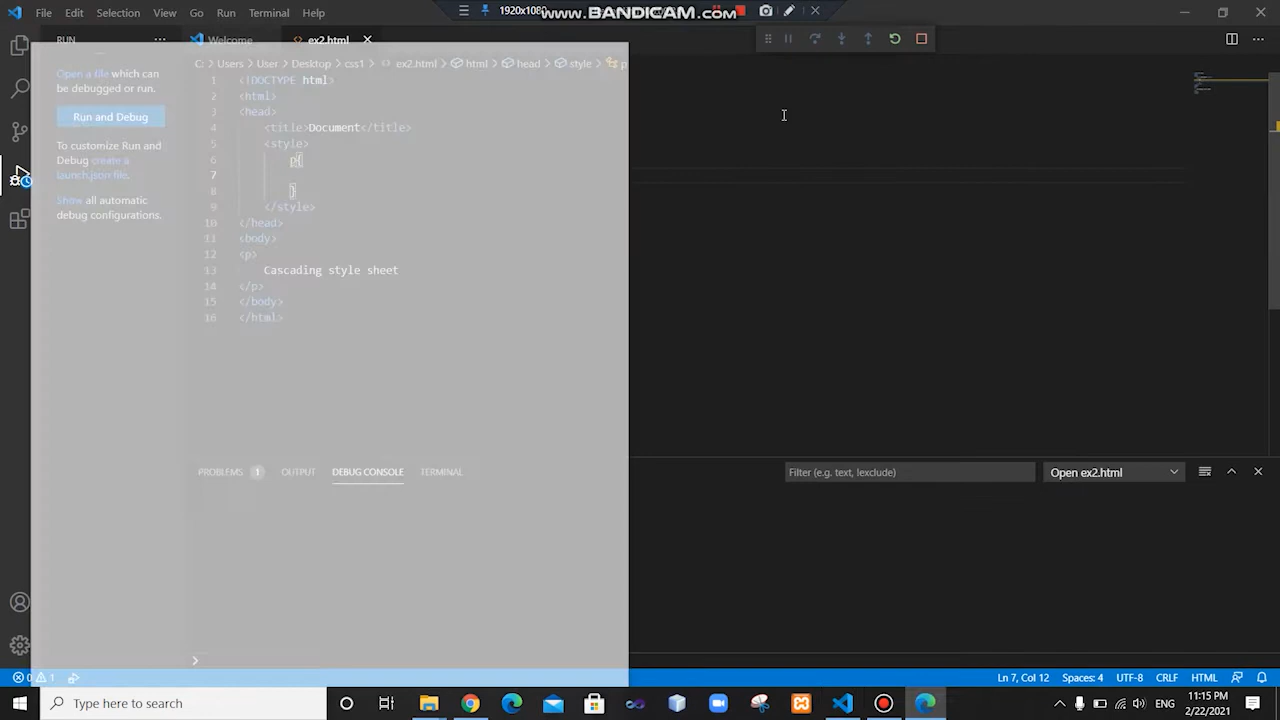 File Edit Selection View Go Run Terminal Help
1920x1080
www.BANDICAM.com
RUN
Welcome
ex2.html
C: > Users > User > Desktop > css1 > ex2.html > html > head > style > p
Open a file which can
be debugged or run.
Run and Debug
To customize Run and
Debug create a
launch.json file.
Show all automatic
debug configurations.
1 <!DOCTYPE html>
2 <html>
3 <head>
4 <title>Document</title>
5 <style>
6 p{
7
8 }
9 </style>
10 </head>
11 <body>
12 <p>
13 Cascading style sheet
14 </p>
15 </body>
16 </html>
PROBLEMS 1 OUTPUT DEBUG CONSOLE TERMINAL
Filter (e.g. text, !exclude)
Open ex2.html
0 1
Ln 7, Col 12 Spaces: 4 UTF-8 CRLF HTML
Type here to search
ENG
11:15 PM
2/22/2021